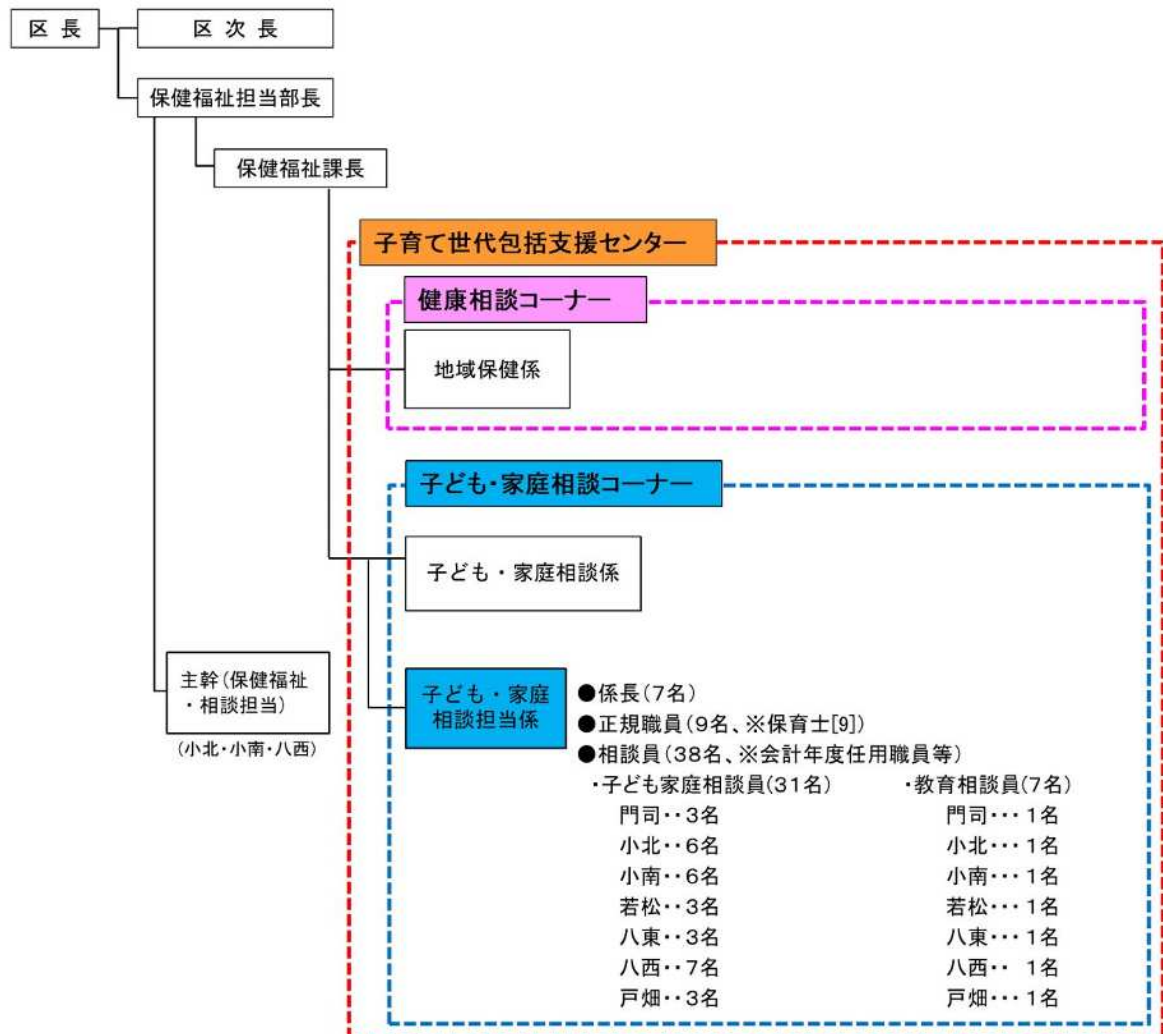 区 長
区 次 長
保健福祉担当部長
保健福祉課長
子育て世代包括支援センター
健康相談コーナー
地域保健係
子ども・家庭相談コーナー
子ども・家庭相談係
主幹(保健福祉
・相談担当)
(小北・小南・八西)
子ども・家庭
相談担当係
●係長(7名)
●正規職員(9名、※保育士[9])
●相談員(38名、※会計年度任用職員等)
・子ども家庭相談員(31名)
門司・・3名
小北・・6名
小南・・6名
若松・・3名
八東・・3名
八西・・7名
戸畑・・3名
・教育相談員(7名)
門司・・・1名
小北・・・1名
小南・・・1名
若松・・・1名
八東・・・1名
八西・・ 1名
戸畑・・・1名